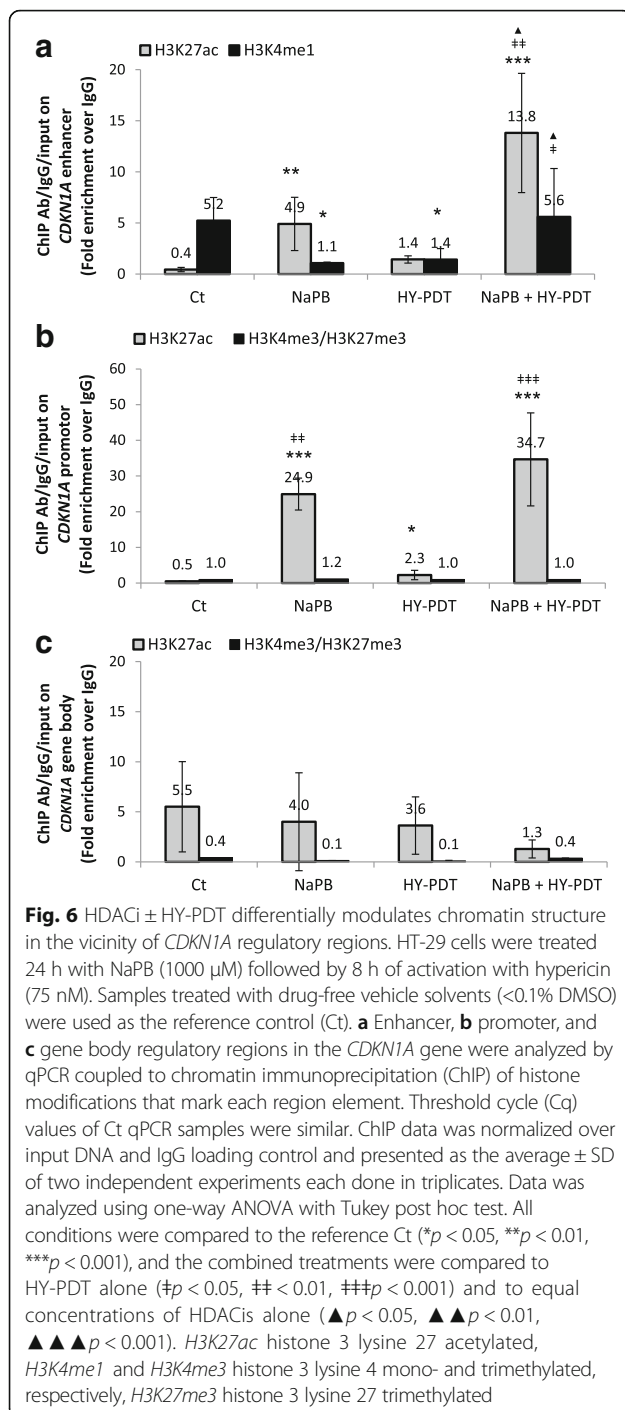 a
H3K27ac H3K4me1
ChIP Ab/IgG/input on
CDKN1A enhancer
(Fold enrichment over IgG)
20
15
10
5
0
0.4
5.2
**
4.9
*
1.1
1.4
*
1.4
▲
‡‡
***
13.8
▲
‡
5.6
Ct NaPB HY-PDT NaPB + HY-PDT
b
H3K27ac H3K4me3/H3K27me3
ChIP Ab/IgG/input on
CDKN1A promotor
(Fold enrichment over IgG)
60
50
40
30
20
10
0
0.5
1.0
‡‡
***
24.9
1.2
*
2.3
1.0
‡‡‡
***
34.7
1.0
Ct NaPB HY-PDT NaPB + HY-PDT
c
H3K27ac H3K4me3/H3K27me3
ChIP Ab/IgG/input on
CDKN1A gene body
(Fold enrichment over IgG)
20
15
10
5
0
5.5
0.4
4.0
0.1
3.6
0.1
1.3
0.4
Ct NaPB HY-PDT NaPB + HY-PDT
Fig. 6 HDACi ± HY-PDT differentially modulates chromatin structure
in the vicinity of CDKN1A regulatory regions. HT-29 cells were treated
24 h with NaPB (1000 μM) followed by 8 h of activation with hypericin
(75 nM). Samples treated with drug-free vehicle solvents (<0.1% DMSO)
were used as the reference control (Ct). a Enhancer, b promoter, and
c gene body regulatory regions in the CDKN1A gene were analyzed by
qPCR coupled to chromatin immunoprecipitation (ChIP) of histone
modifications that mark each region element. Threshold cycle (Cq)
values of Ct qPCR samples were similar. ChIP data was normalized over
input DNA and IgG loading control and presented as the average ± SD
of two independent experiments each done in triplicates. Data was
analyzed using one-way ANOVA with Tukey post hoc test. All
conditions were compared to the reference Ct (*p < 0.05, **p < 0.01,
***p < 0.001), and the combined treatments were compared to
HY-PDT alone (‡p < 0.05, ‡‡ < 0.01, ‡‡‡p < 0.001) and to equal
concentrations of HDACis alone (▲p < 0.05, ▲▲p < 0.01,
▲▲▲p < 0.001). H3K27ac histone 3 lysine 27 acetylated,
H3K4me1 and H3K4me3 histone 3 lysine 4 mono- and trimethylated,
respectively, H3K27me3 histone 3 lysine 27 trimethylated